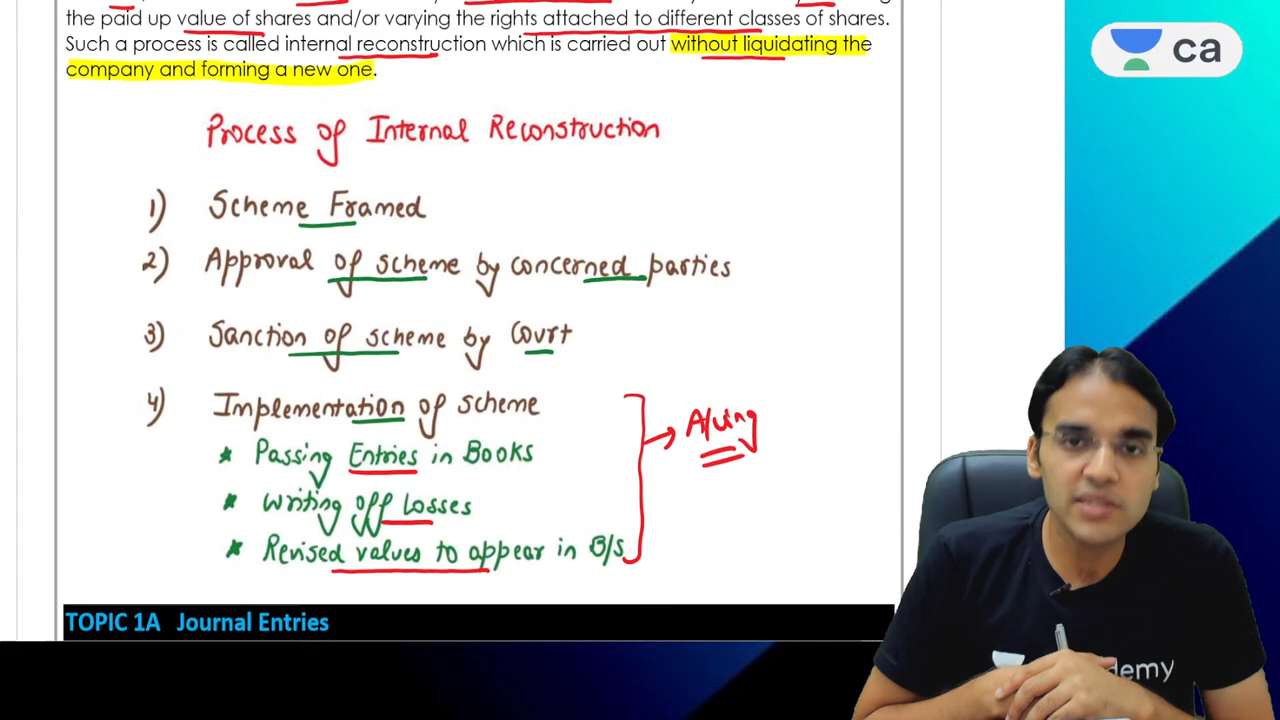 the paid up value of shares and/or varying the rights attached to different classes of shares.
Such a process is called internal reconstruction which is carried out without liquidating the
company and forming a new one.
ca
Process of Internal Reconstruction
1) Scheme Framed
2) Approval of scheme by concerned parties
3) Sanction of scheme by Court
4) Implementation of scheme
* Passing Entries in Books
* Writing off Losses
* Revised values to appear in B/S
A/cing
TOPIC 1A Journal Entries
demy